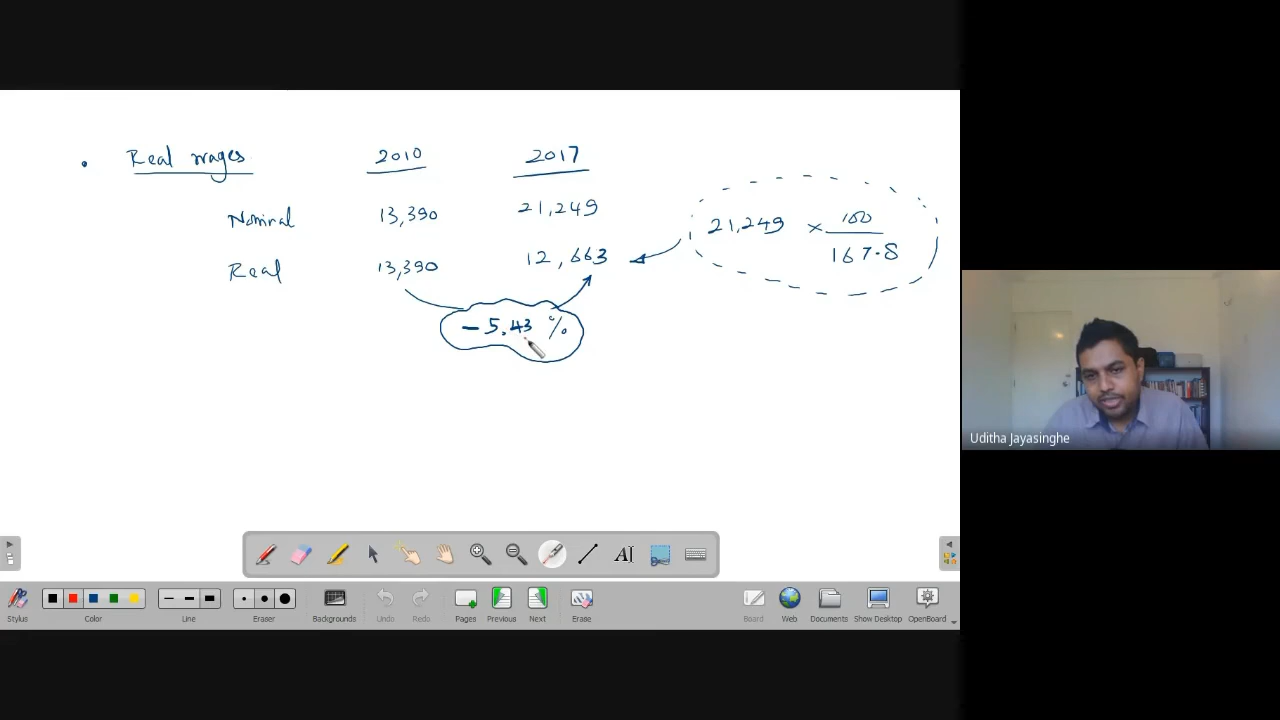 • Real wages 2010 2017
Nominal 13,390 21,249
Real 13,390 12,663
21,249 × 100
167.8
- 5.43 %
Uditha Jayasinghe
AI
Stylus Color Line Eraser Backgrounds Undo Redo Pages Previous Next Erase Board Web Documents Show Desktop OpenBoard